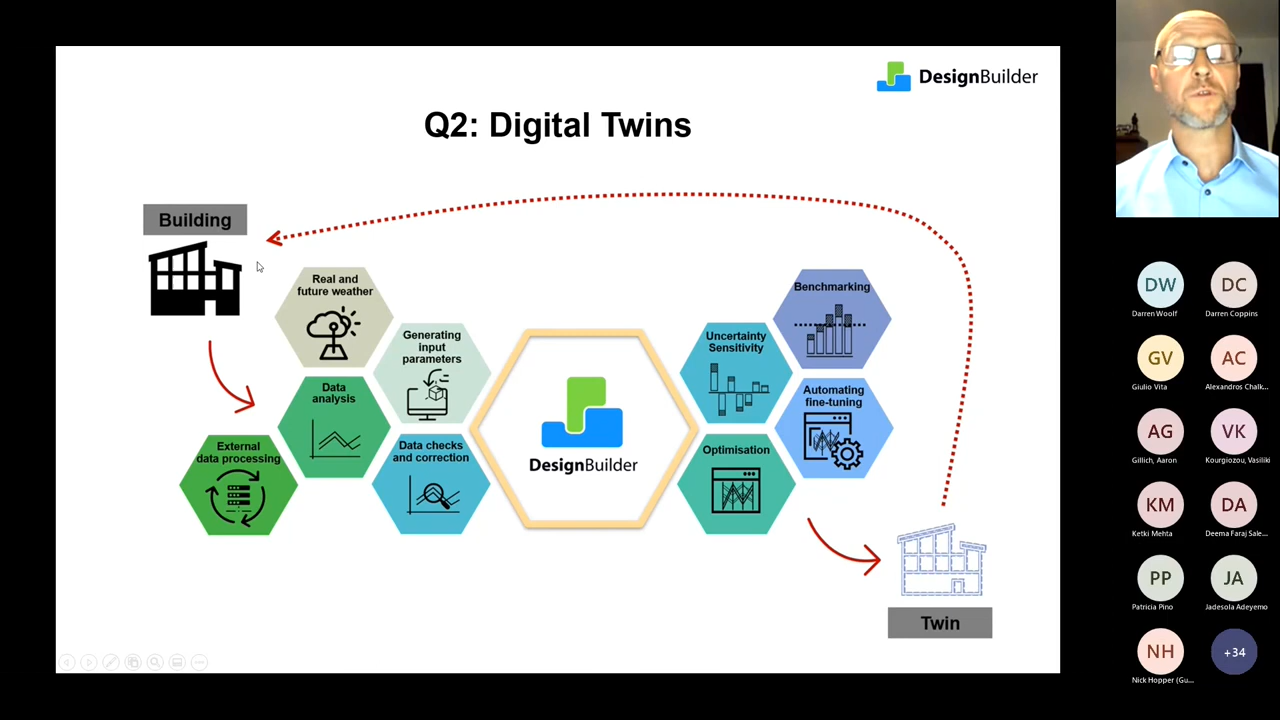 DesignBuilder
Q2: Digital Twins
Building
Real and
future weather
Generating
input
parameters
Data
analysis
Data checks
and correction
External
data processing
DesignBuilder
Uncertainty
Sensitivity
Benchmarking
Automating
fine-tuning
Optimisation
Twin
DW
Darren Woolf
DC
Darren Coppins
GV
Giulio Vita
AC
Alexandros Chalk...
AG
Gillich, Aaron
VK
Kourgiozou, Vasiliki
KM
Ketki Mehta
DA
Deema Faraj Sale...
PP
Patricia Pino
JA
Jadesola Adeyemo
NH
Nick Hopper (Gu...
+34